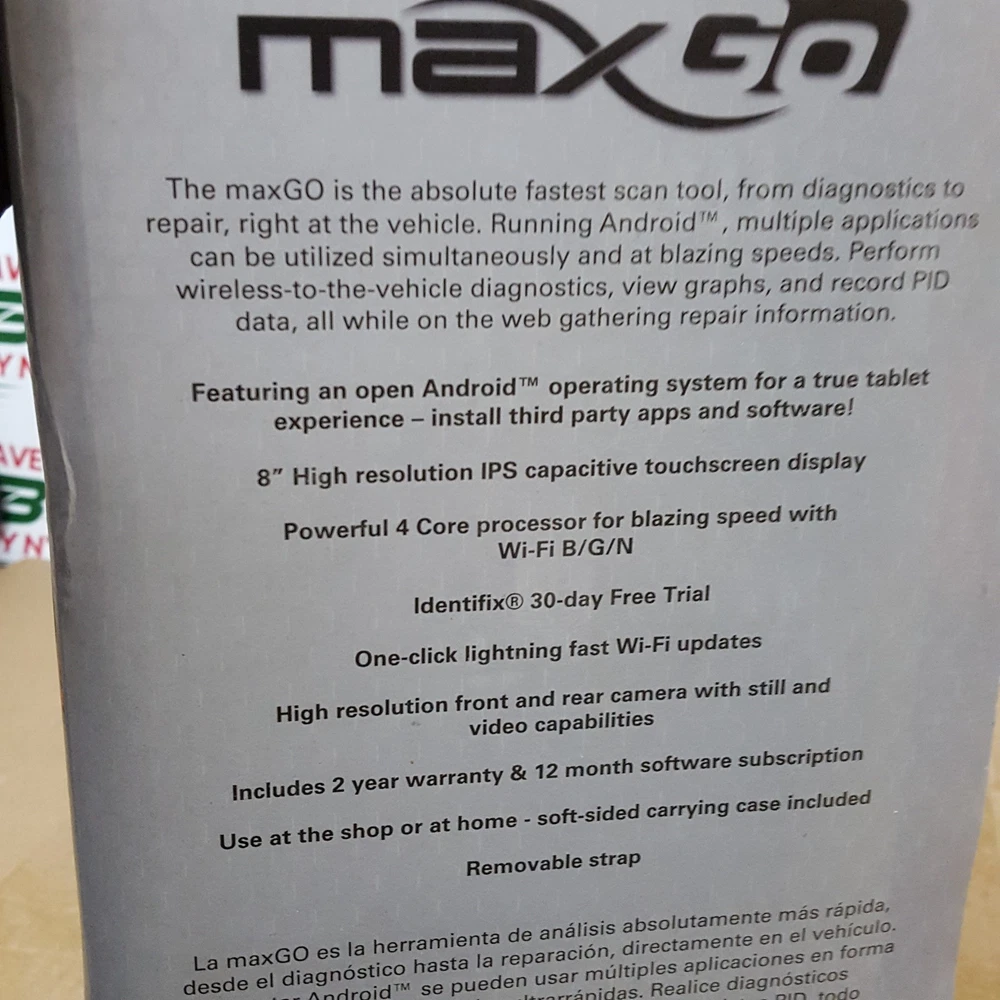 maxGO
The maxGO is the absolute fastest scan tool, from diagnostics to
repair, right at the vehicle. Running Android™, multiple applications
can be utilized simultaneously and at blazing speeds. Perform
wireless-to-the-vehicle diagnostics, view graphs, and record PID
data, all while on the web gathering repair information.
Featuring an open Android™ operating system for a true tablet
experience – install third party apps and software!
8” High resolution IPS capacitive touchscreen display
Powerful 4 Core processor for blazing speed with
Wi-Fi B/G/N
Identifix® 30-day Free Trial
One-click lightning fast Wi-Fi updates
High resolution front and rear camera with still and
video capabilities
Includes 2 year warranty & 12 month software subscription
Use at the shop or at home - soft-sided carrying case included
Removable strap
La maxGO es la herramienta de análisis absolutamente más rápida,
desde el diagnóstico hasta la reparación, directamente en el vehículo.
Android™ se pueden usar múltiples aplicaciones en forma
Realice diagnósticos
PID, todo